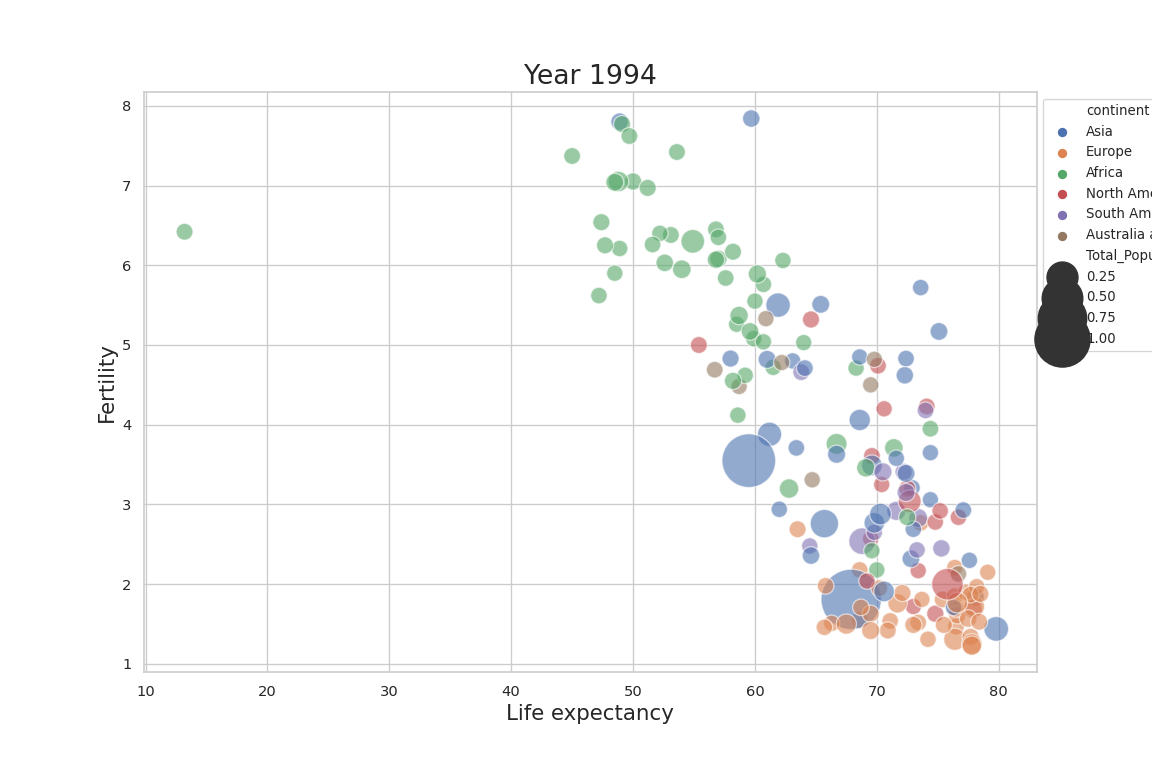 Year 1994
8
7
6
5
4
3
2
1
Fertility
10 20 30 40 50 60 70 80
Life expectancy
continent
Asia
Europe
Africa
North Ame
South Am
Australia a
Total_Popu
0.25
0.50
0.75
1.00